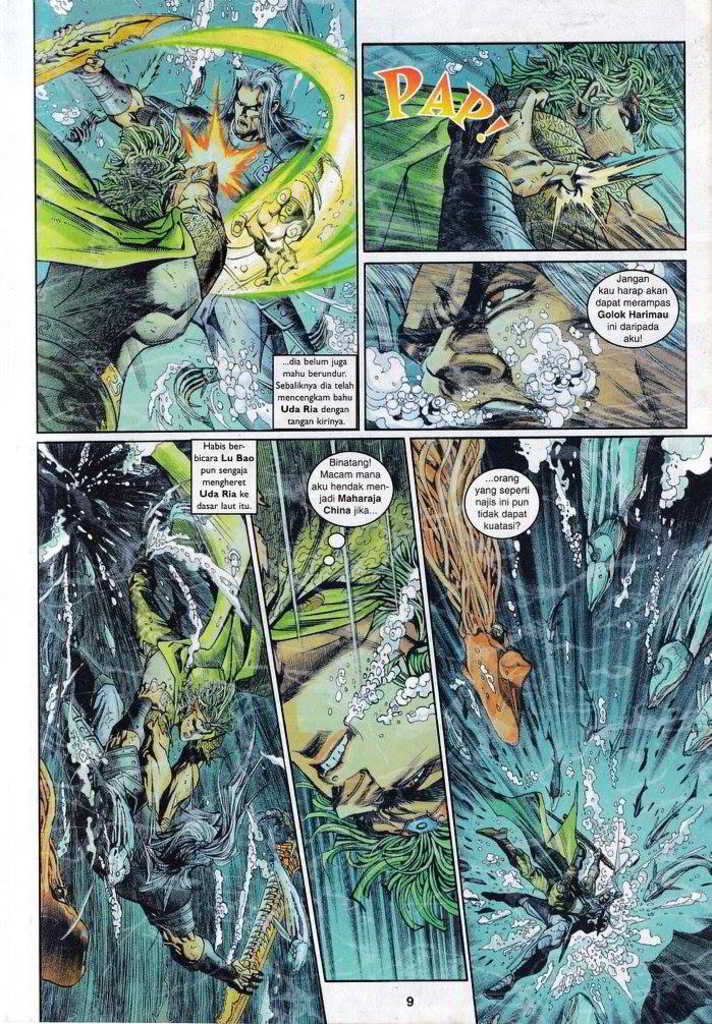 ...dia belum juga
mahu berundur.
Sebaliknya dia telah
mencengkam bahu
Uda Ria dengan
tangan kirinya.
PAP!
Jangan
kau harap akan
dapat merampas
Golok Harimau
ini daripada
aku!
Habis ber-
bicara Lu Bao
pun sengaja
mengheret
Uda Ria ke
dasar laut itu.
Binatang!
Macam mana
aku hendak men-
jadi Maharaja
China jika...
...orang
yang seperti
najis ini pun
tidak dapat
kuatasi?
9